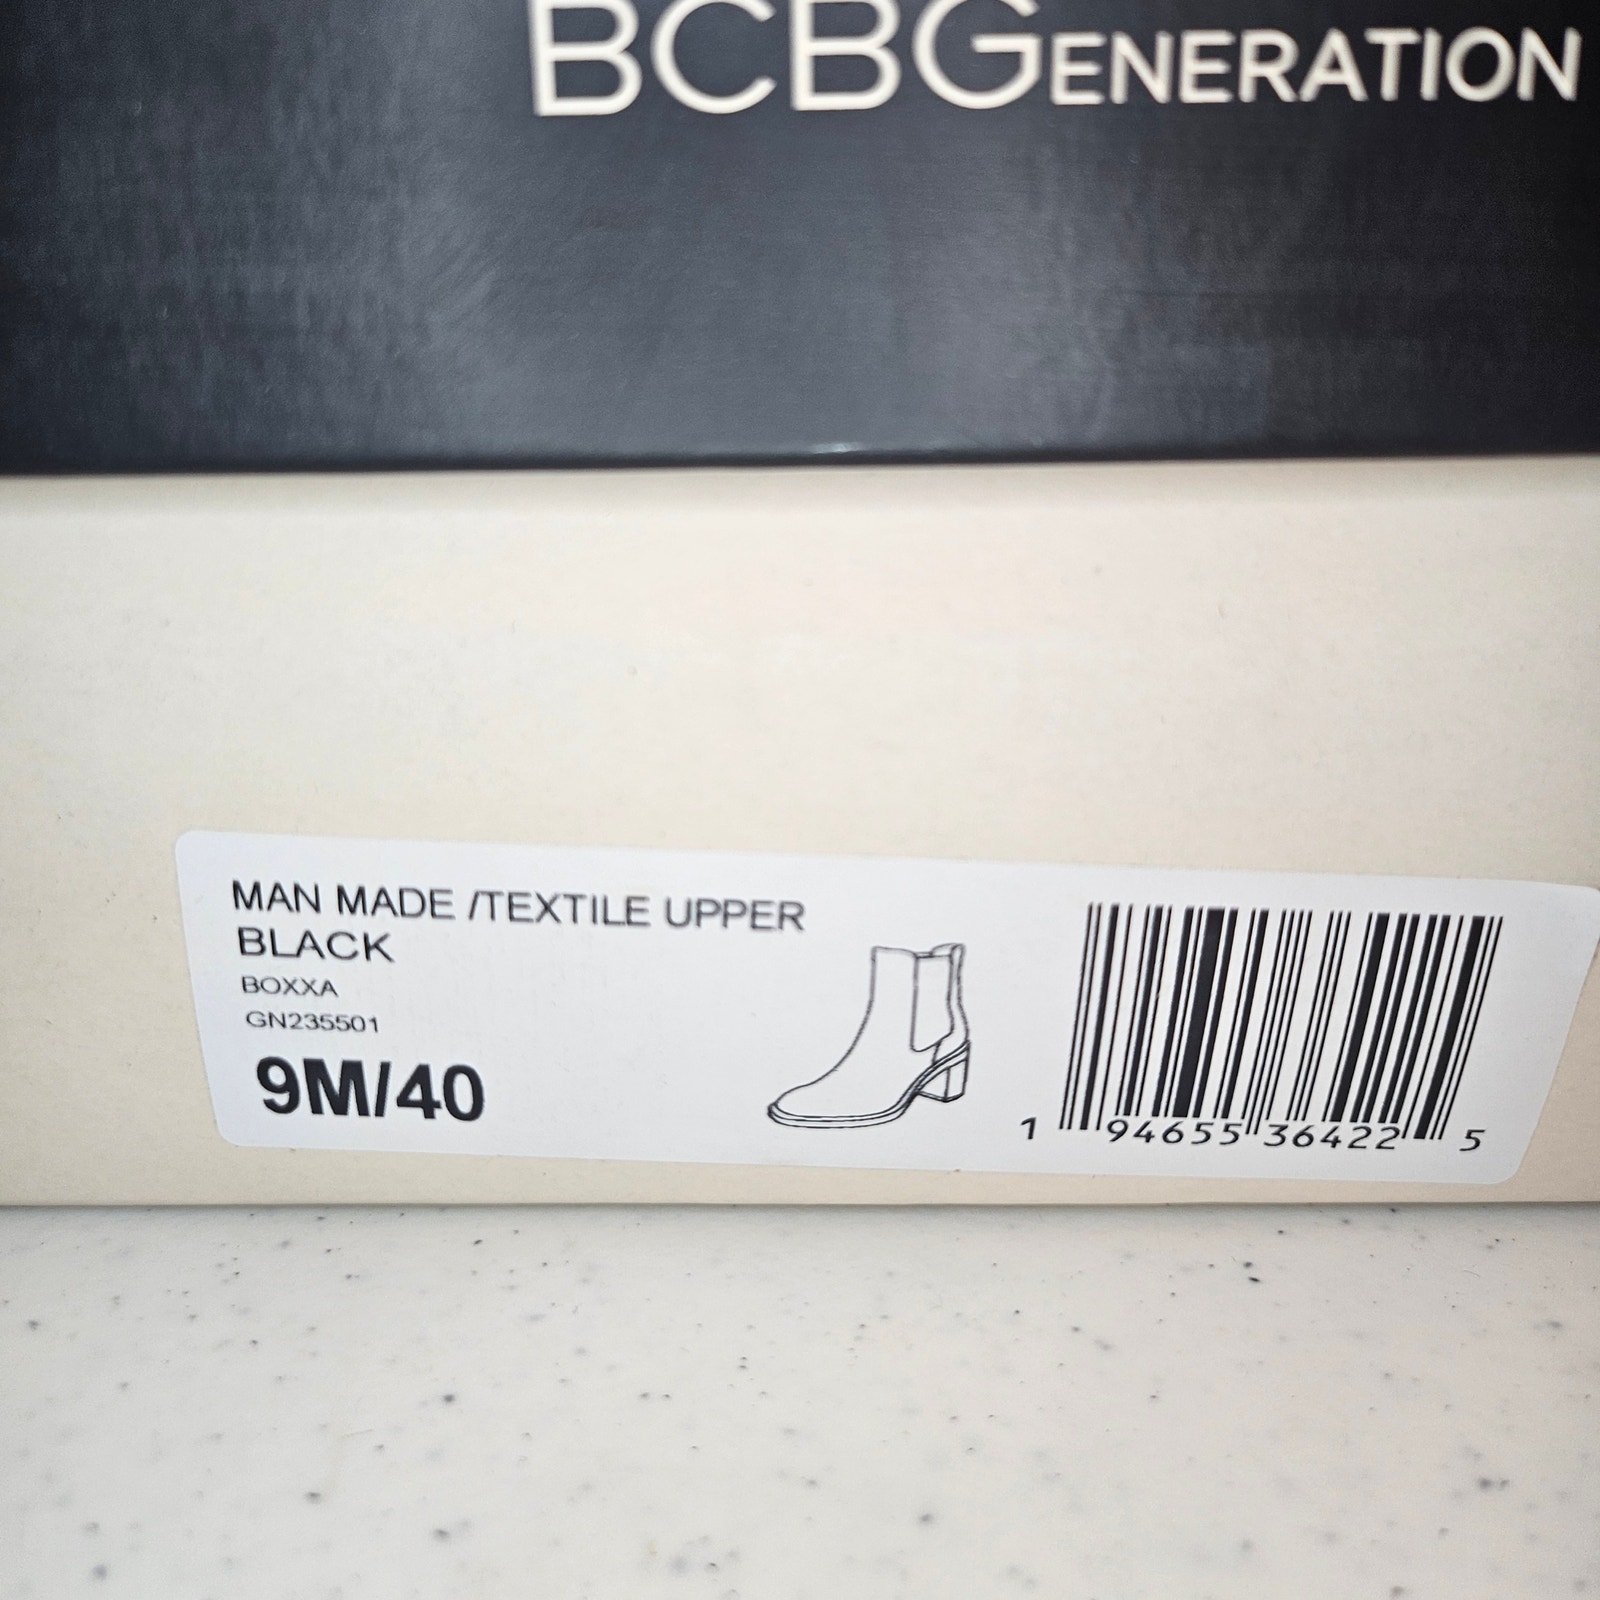 BCBGENERATION
MAN MADE /TEXTILE UPPER
BLACK
BOXXA
GN235501
9M/40
1 94655 36422 5